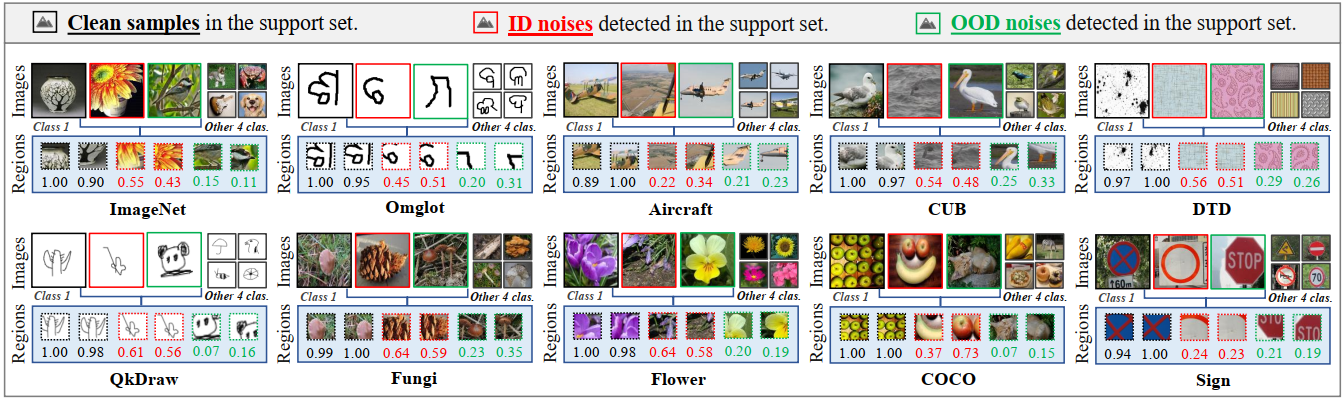 Clean samples in the support set.
ID noises detected in the support set.
OOD noises detected in the support set.
Images
Class 1
Other 4 clas.
Regions
1.00 0.90 0.55 0.43 0.15 0.11
ImageNet
Images
Class 1
Other 4 clas.
Regions
1.00 0.95 0.45 0.51 0.20 0.31
Omglot
Images
Class 1
Other 4 clas.
Regions
0.89 1.00 0.22 0.34 0.21 0.23
Aircraft
Images
Class 1
Other 4 clas.
Regions
1.00 0.97 0.54 0.48 0.25 0.33
CUB
Images
Class 1
Other 4 clas.
Regions
0.97 1.00 0.56 0.51 0.29 0.26
DTD
Images
Class 1
Other 4 clas.
Regions
1.00 0.98 0.61 0.56 0.07 0.16
QkDraw
Images
Class 1
Other 4 clas.
Regions
0.99 1.00 0.64 0.59 0.23 0.35
Fungi
Images
Class 1
Other 4 clas.
Regions
1.00 0.98 0.64 0.58 0.20 0.19
Flower
Images
Class 1
Other 4 clas.
Regions
1.00 1.00 0.37 0.73 0.07 0.15
COCO
Images
160m
STOP
70
Class 1
Other 4 clas.
Regions
STO
0.94 1.00 0.24 0.23 0.21 0.19
Sign